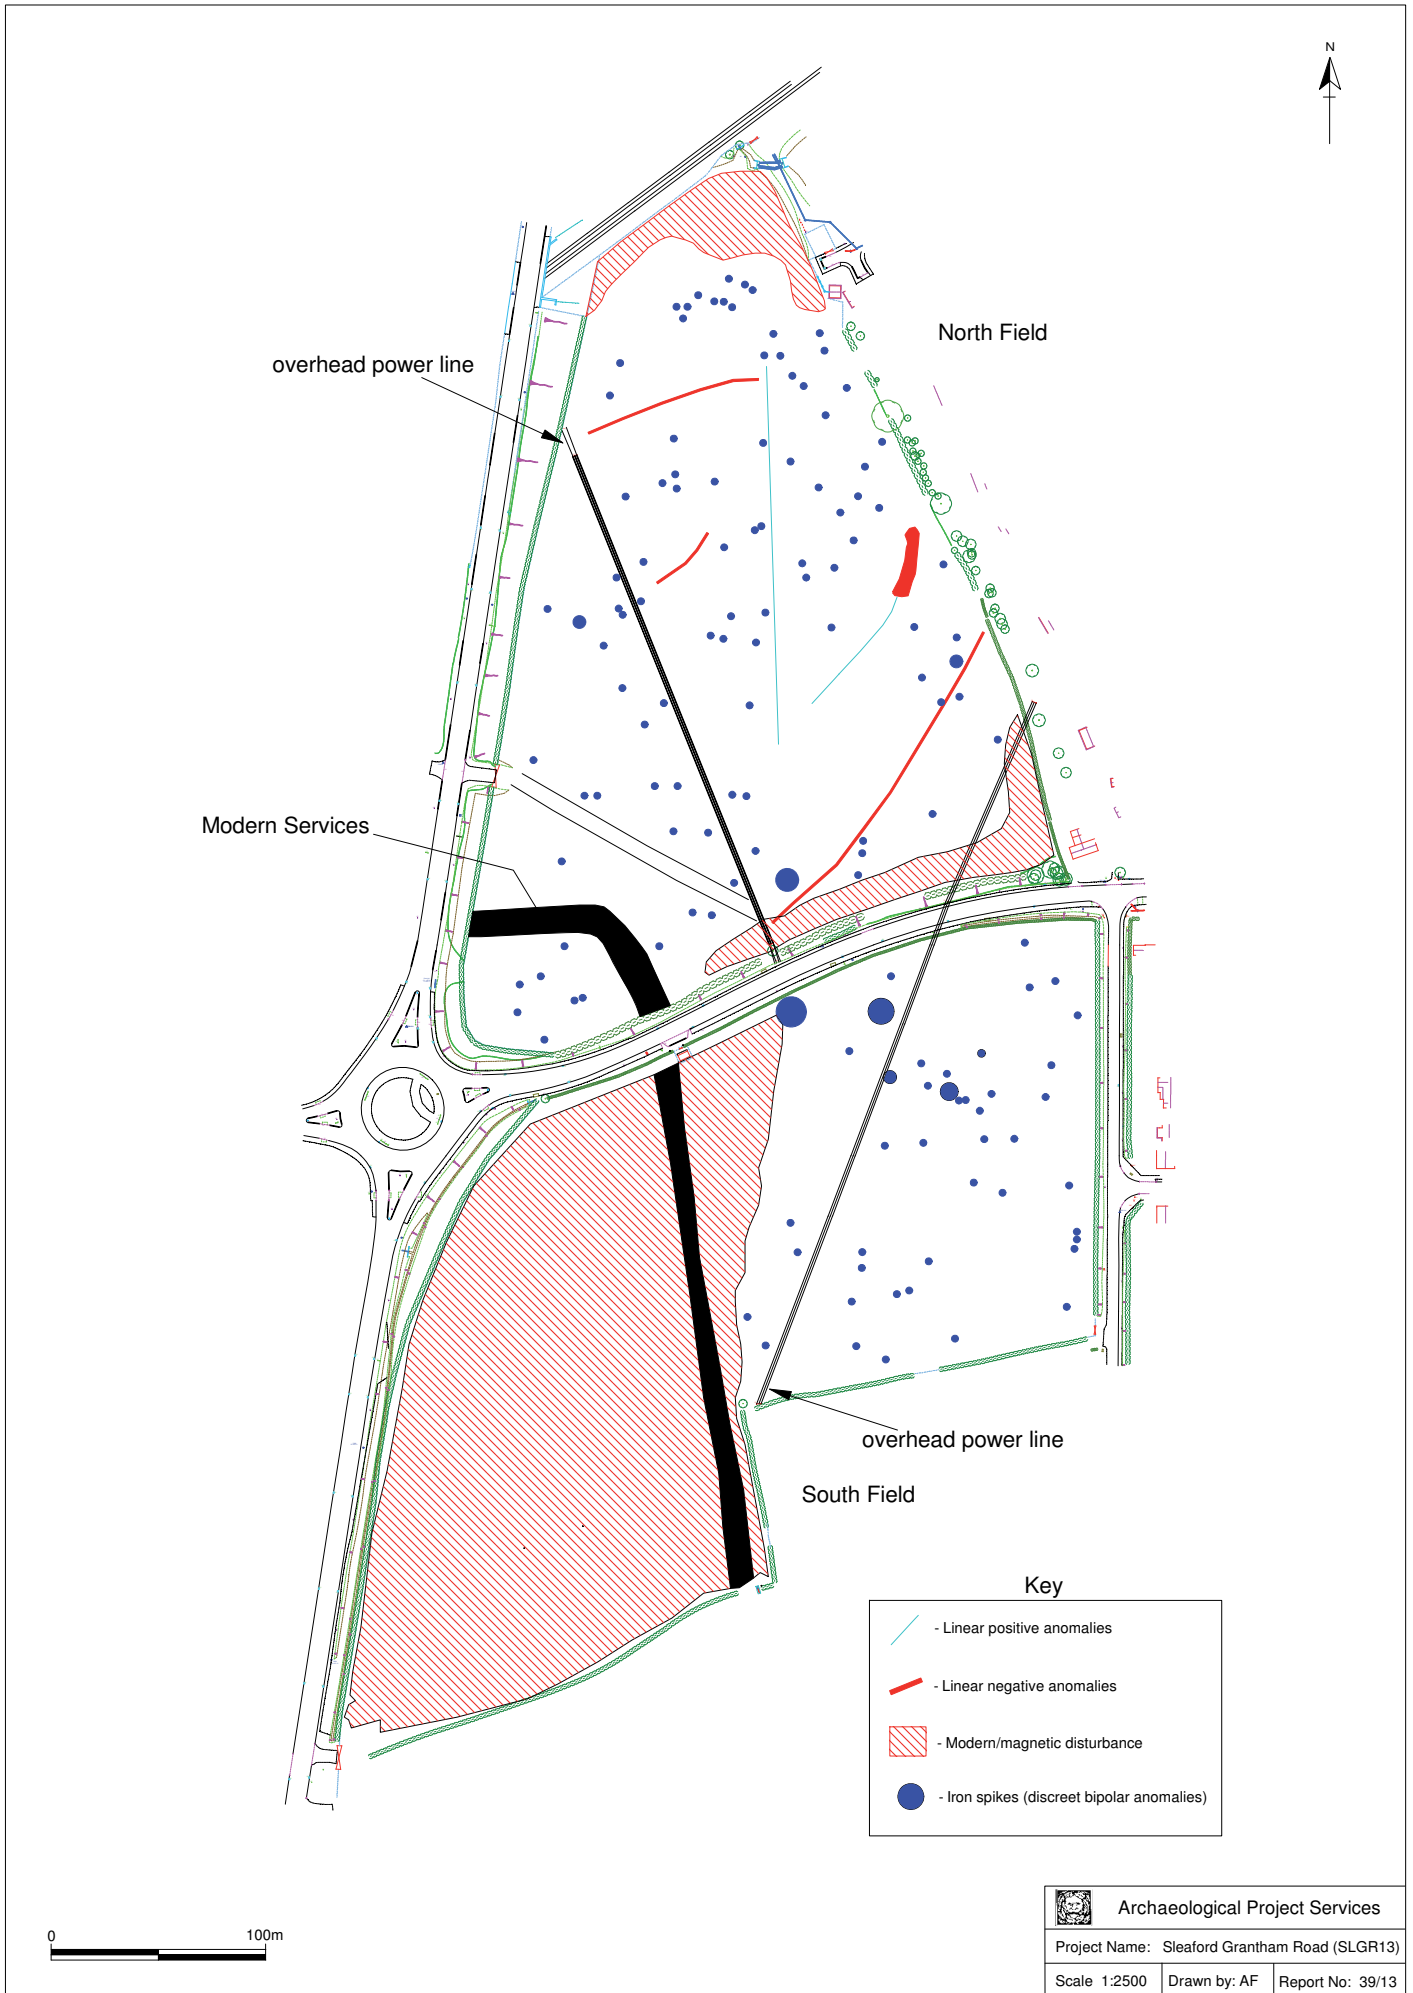 N
North Field
overhead power line
Modern Services
overhead power line
South Field
Key
- Linear positive anomalies
- Linear negative anomalies
- Modern/magnetic disturbance
- Iron spikes (discreet bipolar anomalies)
0 100m
Archaeological Project Services
Project Name: Sleaford Grantham Road (SLGR13)
Scale 1:2500 Drawn by: AF Report No: 39/13